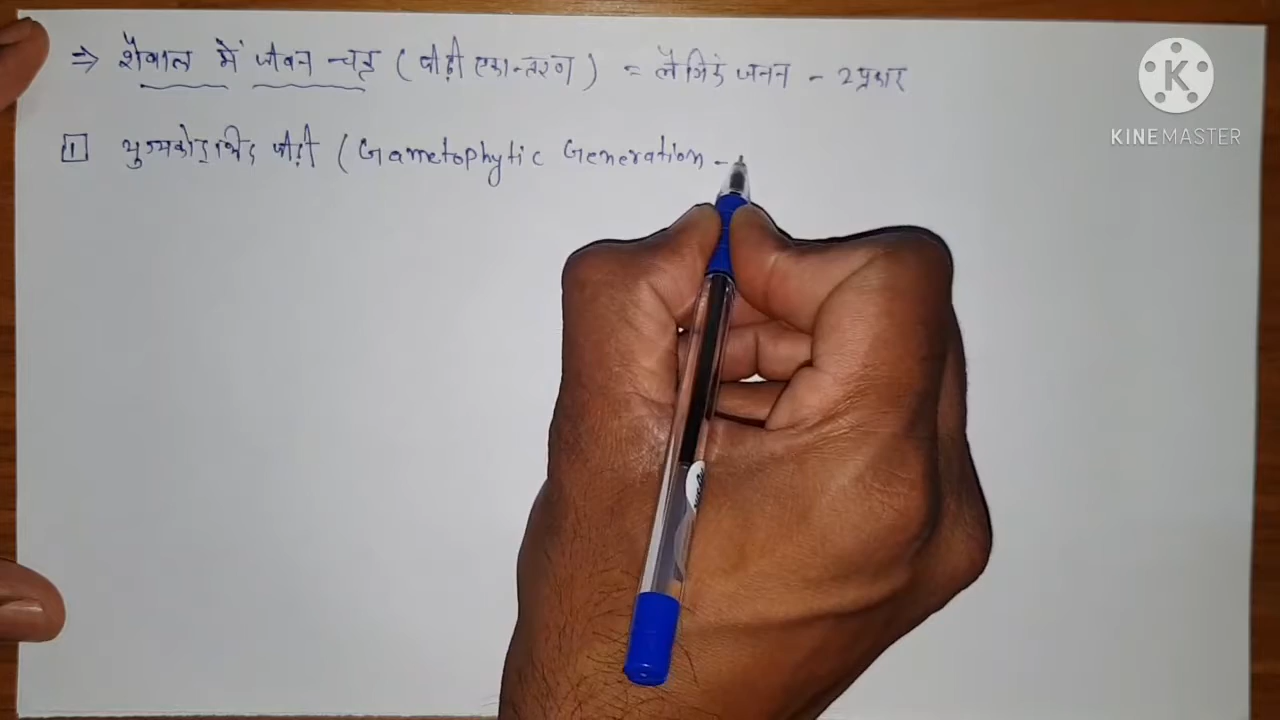 ⇒ शैवाल में जीवन चक्र ( पीढ़ी एकान्तरण ) = लैंगिक जनन - 2 प्रकार
1 युग्मकोद्भिद पीढ़ी ( Gametophytic Generation -
KINEMASTER